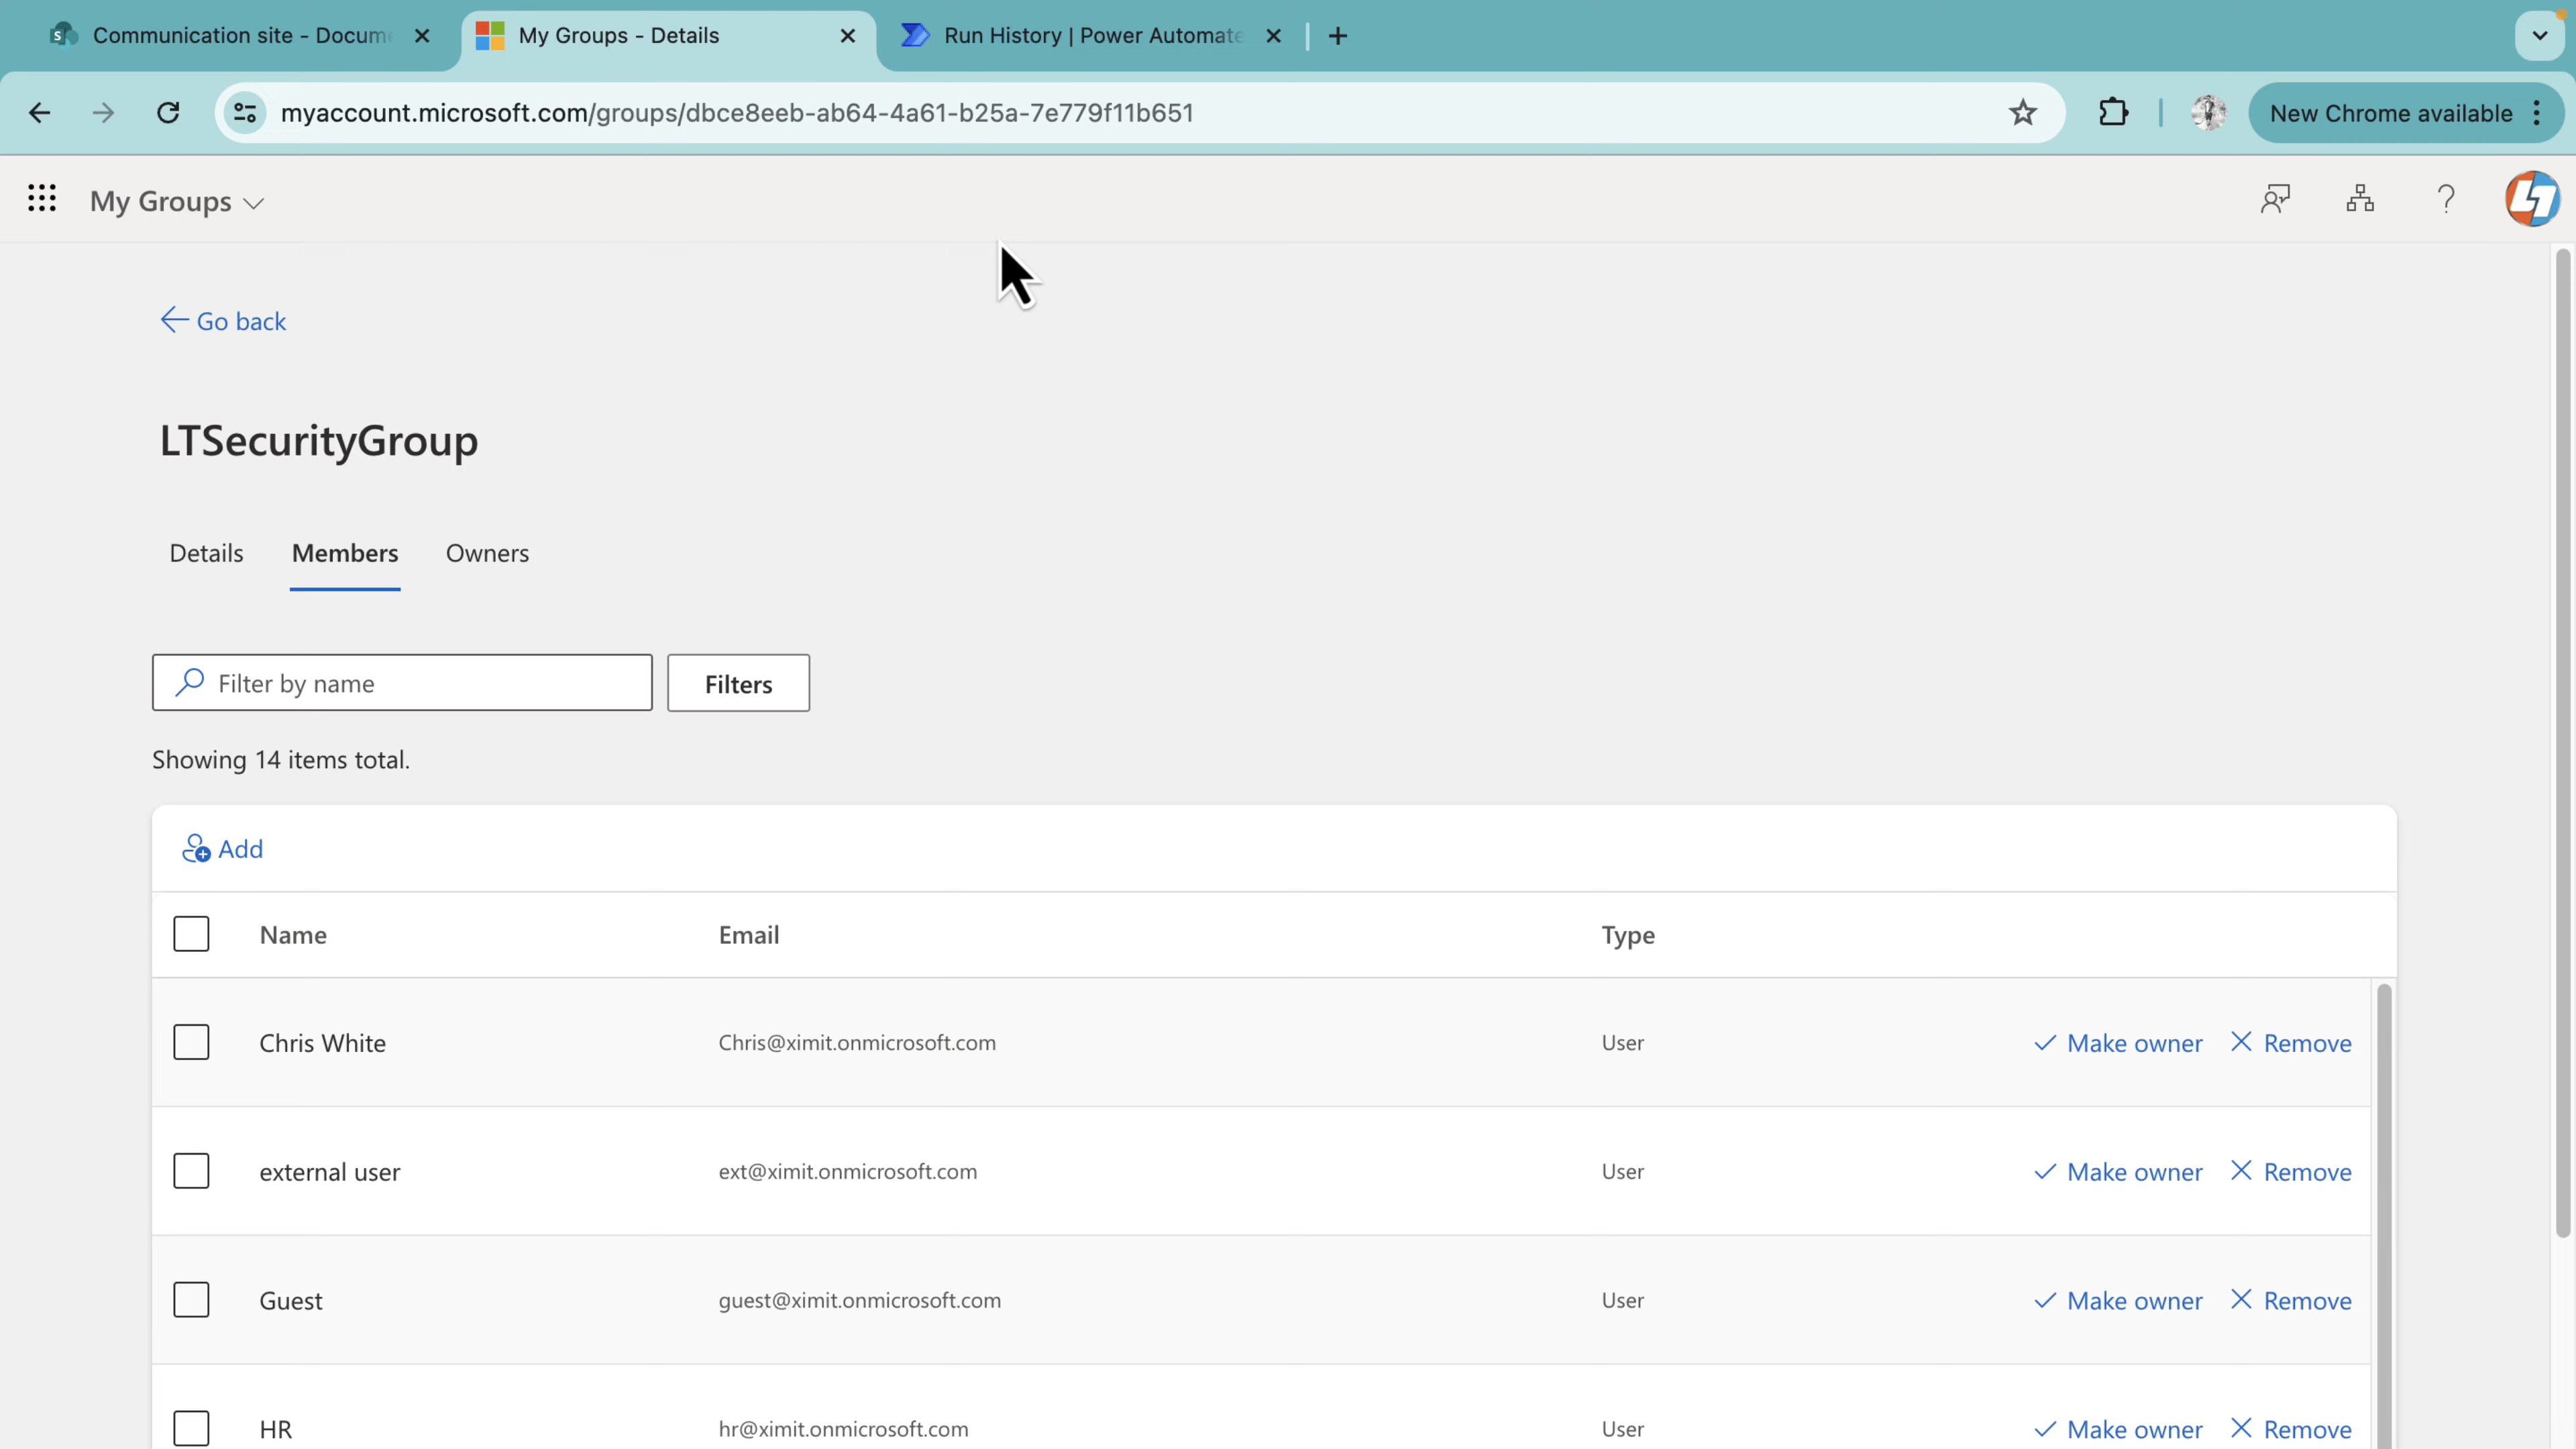 Communication site - Docum
My Groups - Details
Run History | Power Automate
myaccount.microsoft.com/groups/dbce8eeb-ab64-4a61-b25a-7e779f11b651
New Chrome available
My Groups
Go back
LTSecurityGroup
Details Members Owners
Filter by name
Filters
Showing 14 items total.
Add
Name Email Type
Chris White Chris@ximit.onmicrosoft.com User Make owner Remove
external user ext@ximit.onmicrosoft.com User Make owner Remove
Guest guest@ximit.onmicrosoft.com User Make owner Remove
HR hr@ximit.onmicrosoft.com User Make owner Remove